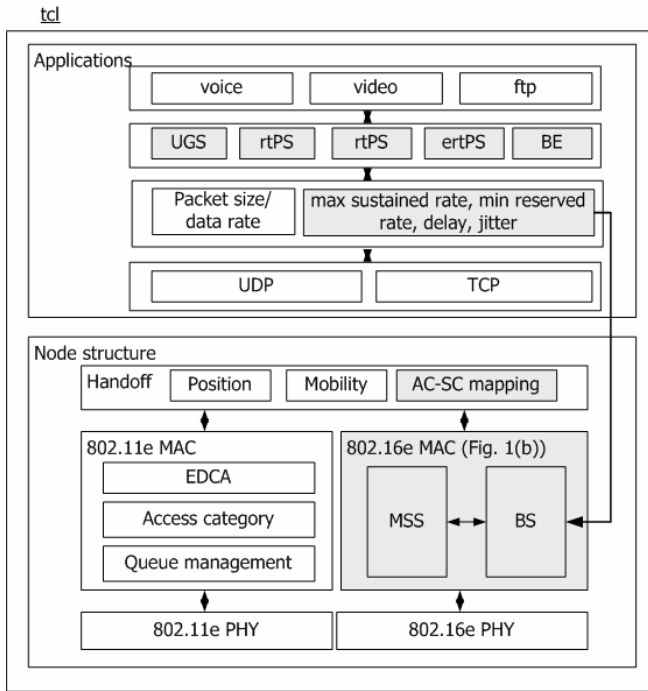 tcl
Applications
voice
video
ftp
UGS
rtPS
rtPS
ertPS
BE
Packet size/
data rate
max sustained rate, min reserved
rate, delay, jitter
UDP
TCP
Node structure
Handoff
Position
Mobility
AC-SC mapping
802.11e MAC
EDCA
Access category
Queue management
802.16e MAC (Fig. 1(b))
MSS
BS
802.11e PHY
802.16e PHY